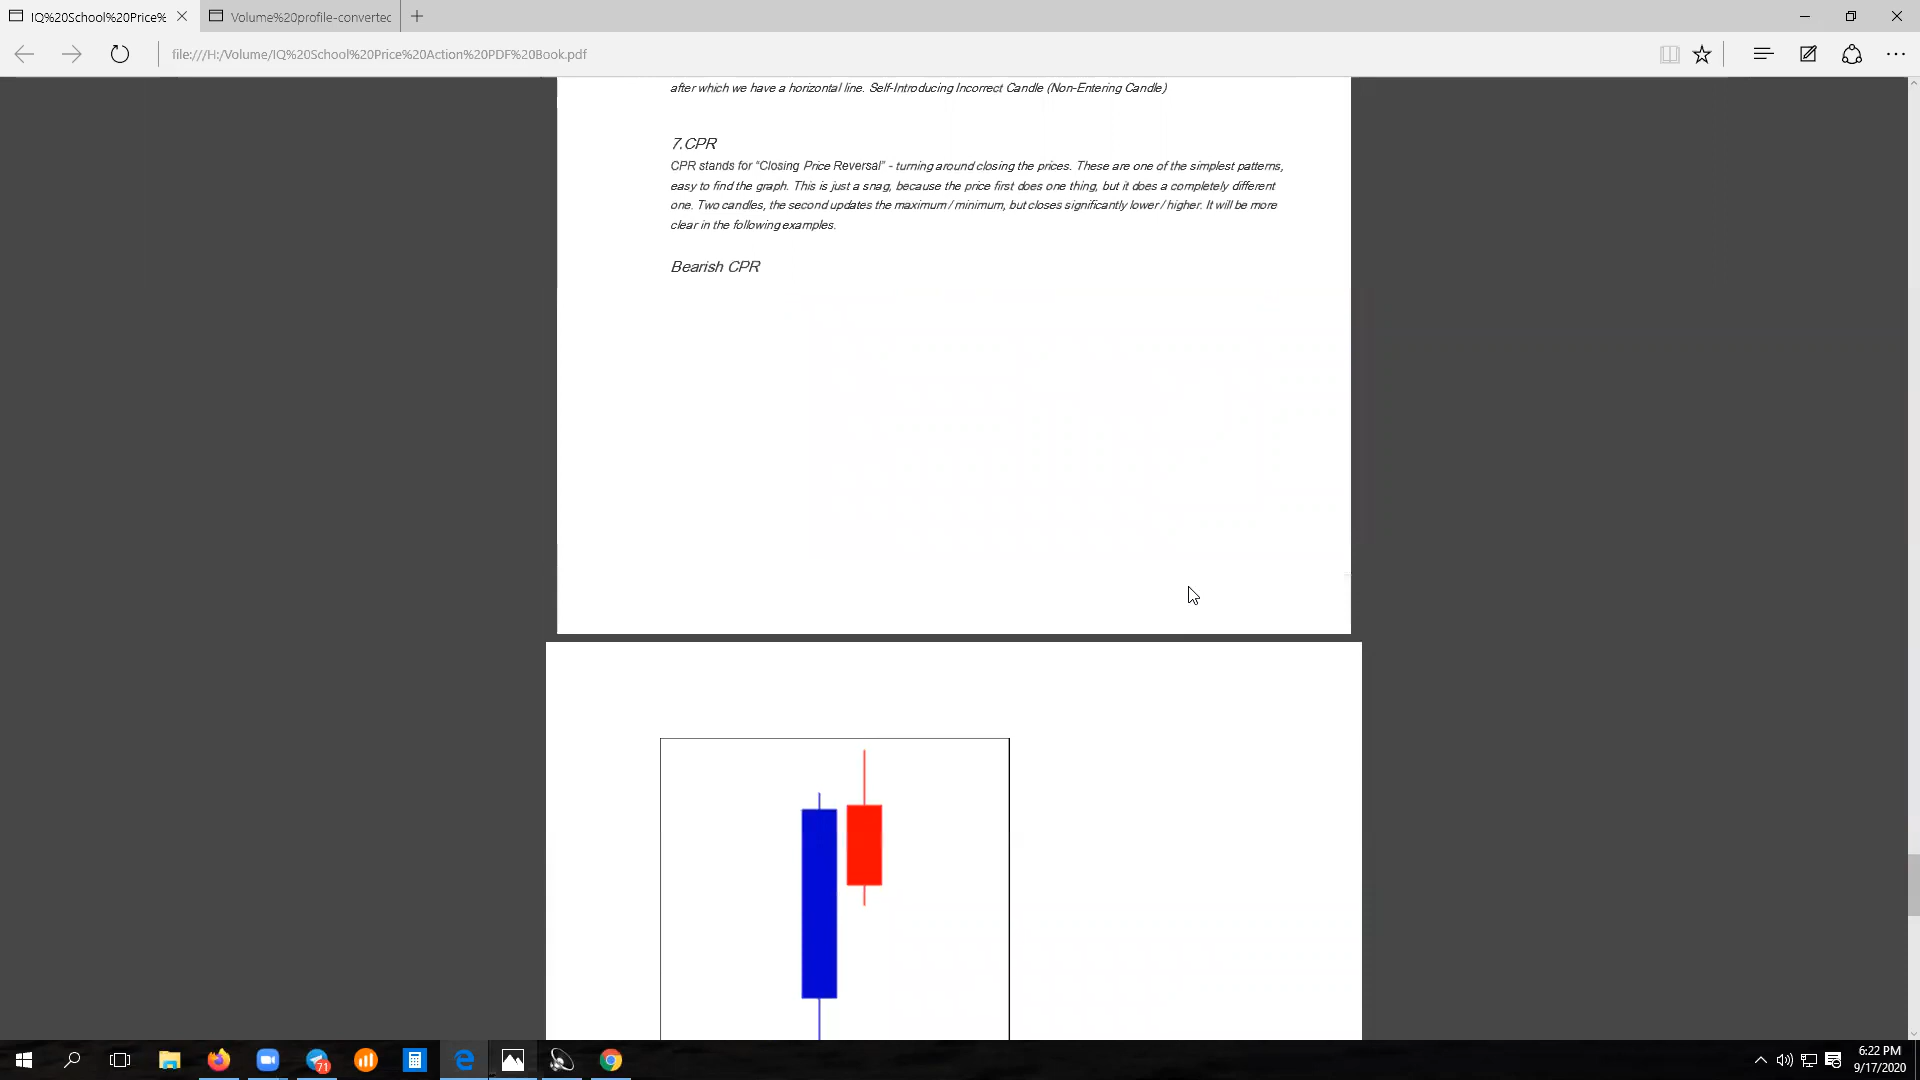 IQ%20School%20Price%
Volume%20profile-convertec
file:///H:/Volume/IQ%20School%20Price%20Action%20PDF%20Book.pdf
after which we have a horizontal line. Self-Introducing Incorrect Candle (Non-Entering Candle)
7.CPR
CPR stands for "Closing Price Reversal" - turning around closing the prices. These are one of the simplest patterns,
easy to find the graph. This is just a snag, because the price first does one thing, but it does a completely different
one. Two candles, the second updates the maximum / minimum, but closes significantly lower / higher. It will be more
clear in the following examples.
Bearish CPR
71
6:22 PM
9/17/2020